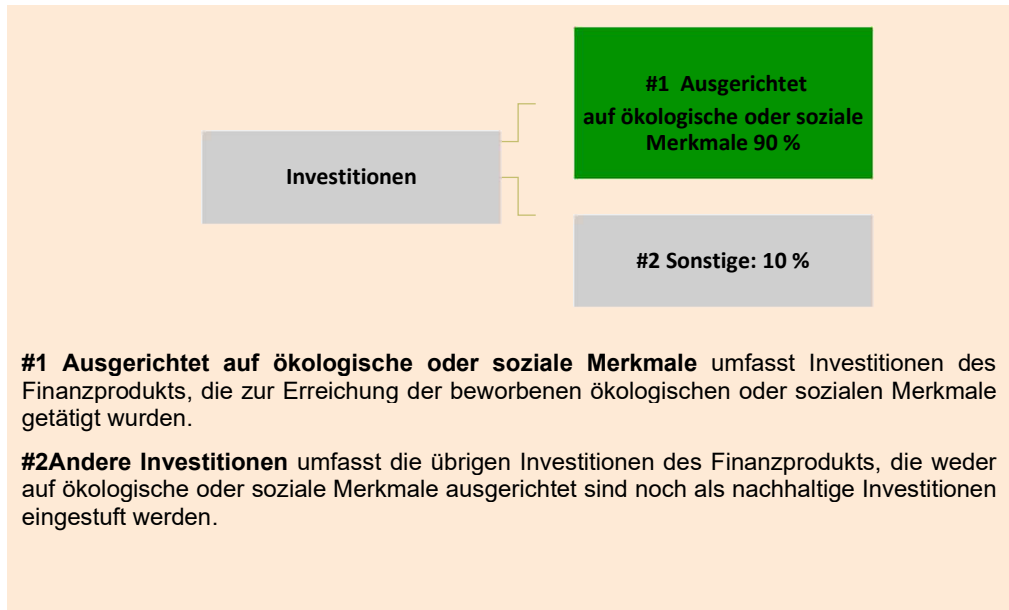 #1 Ausgerichtet
auf ökologische oder soziale
Merkmale 90 %
Investitionen
#2 Sonstige: 10 %
#1 Ausgerichtet auf ökologische oder soziale Merkmale umfasst Investitionen des
Finanzprodukts, die zur Erreichung der beworbenen ökologischen oder sozialen Merkmale
getätigt wurden.
#2Andere Investitionen umfasst die übrigen Investitionen des Finanzprodukts, die weder
auf ökologische oder soziale Merkmale ausgerichtet sind noch als nachhaltige Investitionen
eingestuft werden.